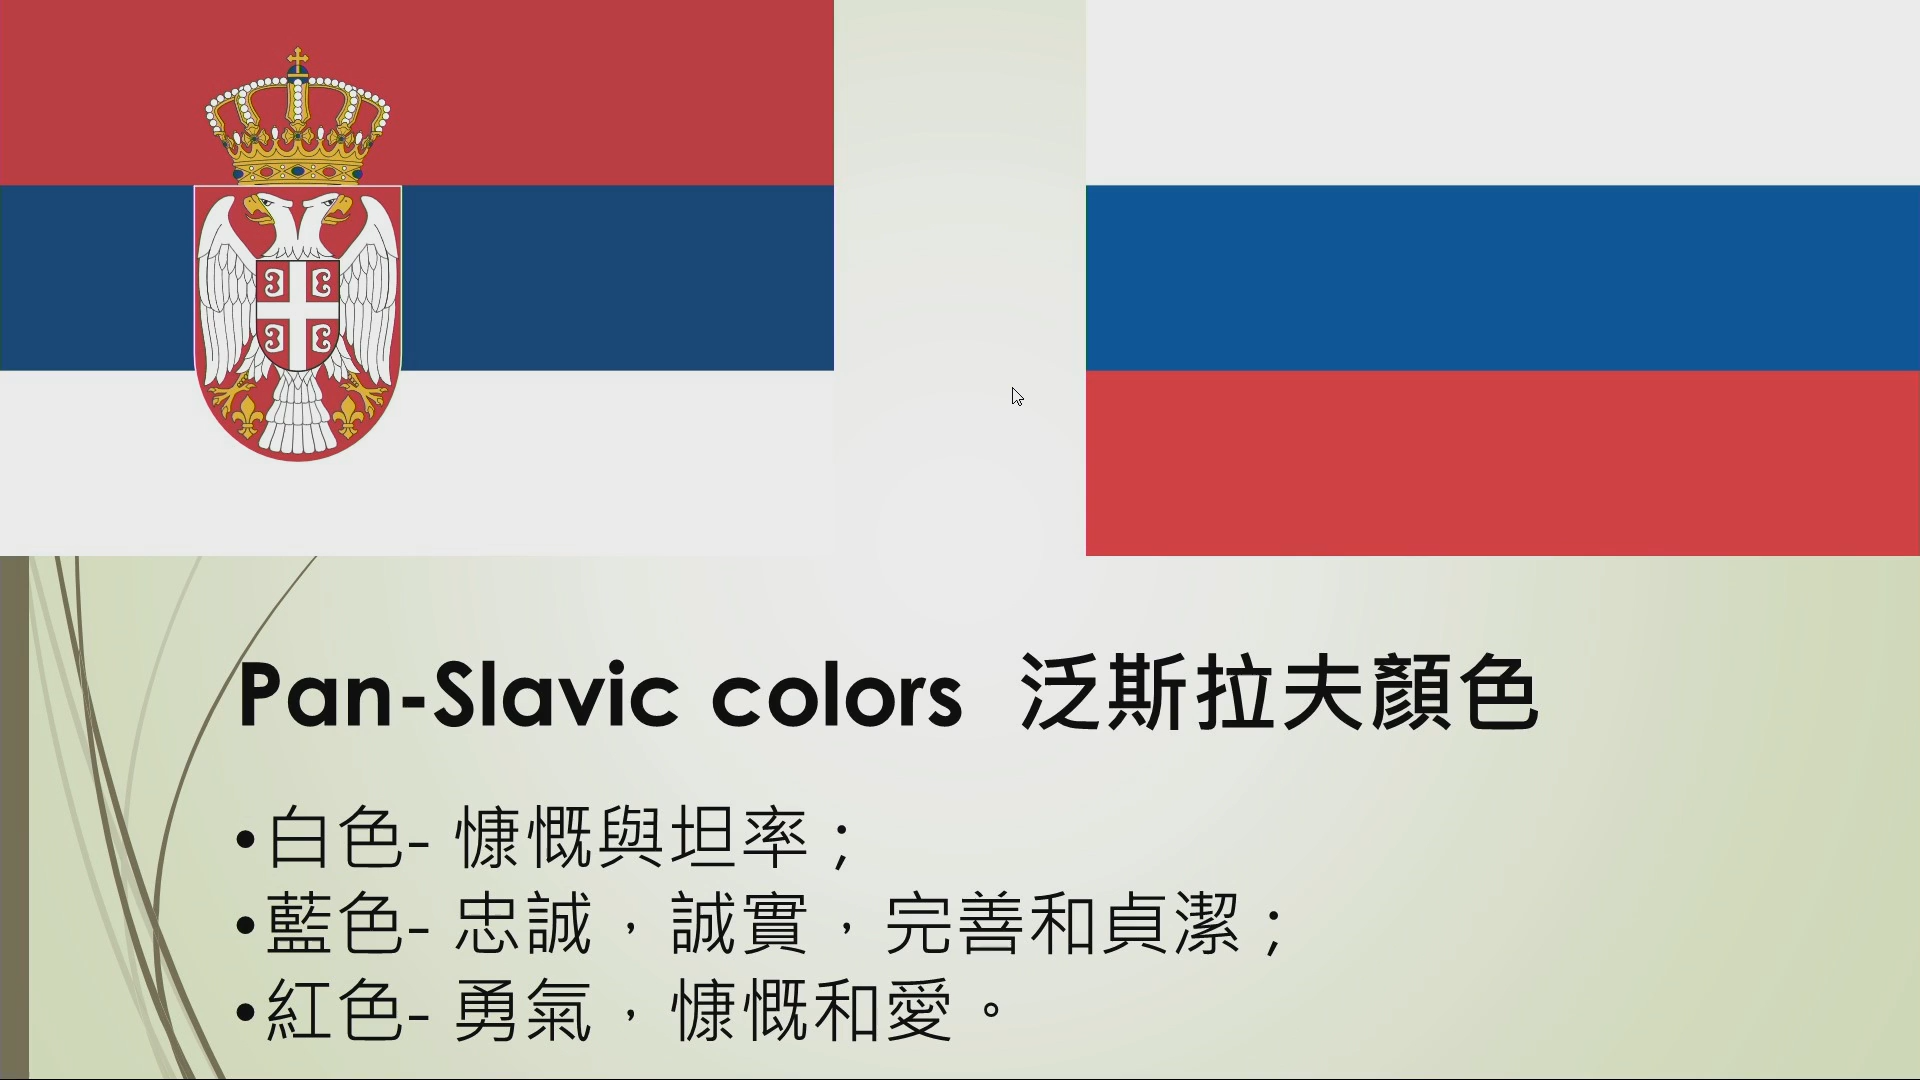 Pan-Slavic colors 泛斯拉夫顏色
•白色- 慷慨與坦率；
•藍色- 忠誠，誠實，完善和貞潔；
•紅色- 勇氣，慷慨和愛。